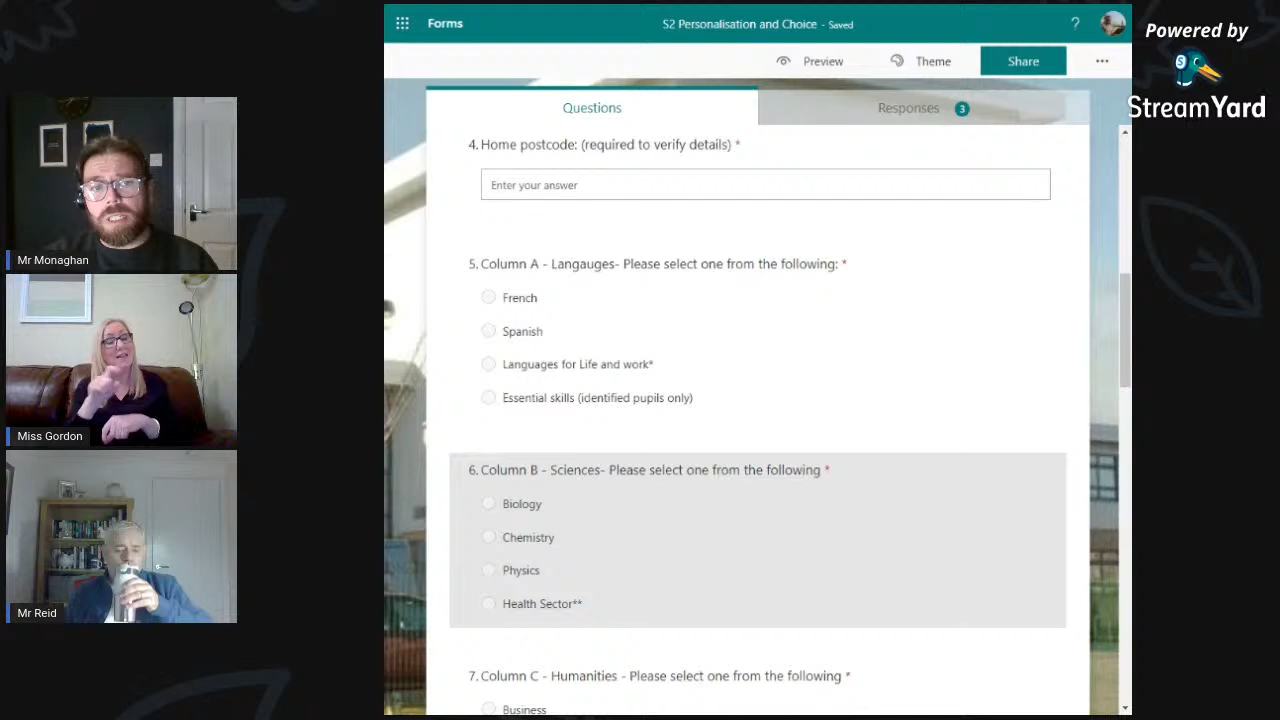 Forms
S2 Personalisation and Choice - Saved
?
Powered by
StreamYard
Preview
Theme
Share
...
Questions
Responses 3
4. Home postcode: (required to verify details) *
Enter your answer
5. Column A - Langauges- Please select one from the following: *
French
Spanish
Languages for Life and work*
Essential skills (identified pupils only)
6. Column B - Sciences- Please select one from the following *
Biology
Chemistry
Physics
Health Sector**
7. Column C - Humanities - Please select one from the following *
Business
Mr Monaghan
Miss Gordon
Mr Reid